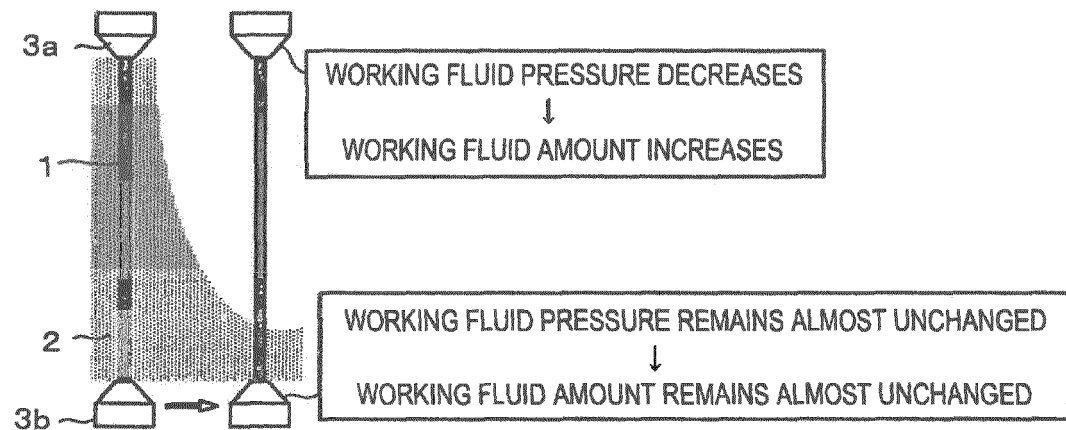 3a
WORKING FLUID PRESSURE DECREASES
↓
WORKING FLUID AMOUNT INCREASES
1
2
WORKING FLUID PRESSURE REMAINS ALMOST UNCHANGED
↓
WORKING FLUID AMOUNT REMAINS ALMOST UNCHANGED
3b